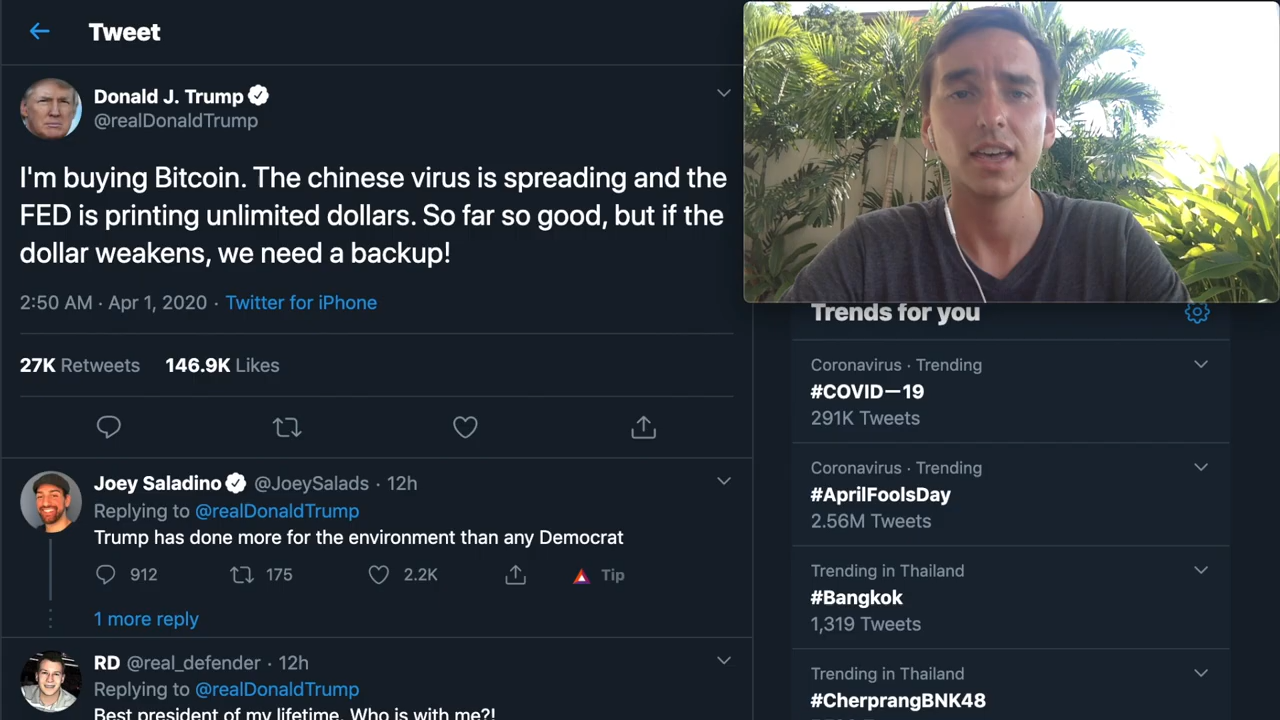 Tweet
Donald J. Trump
@realDonaldTrump
I'm buying Bitcoin. The chinese virus is spreading and the
FED is printing unlimited dollars. So far so good, but if the
dollar weakens, we need a backup!
2:50 AM · Apr 1, 2020 · Twitter for iPhone
27K Retweets 146.9K Likes
Joey Saladino @JoeySalads · 12h
Replying to @realDonaldTrump
Trump has done more for the environment than any Democrat
912 175 2.2K Tip
1 more reply
RD @real_defender · 12h
Replying to @realDonaldTrump
Best president of my lifetime. Who is with me?!
Trends for you
Coronavirus · Trending
#COVID—19
291K Tweets
Coronavirus · Trending
#AprilFoolsDay
2.56M Tweets
Trending in Thailand
#Bangkok
1,319 Tweets
Trending in Thailand
#CherprangBNK48